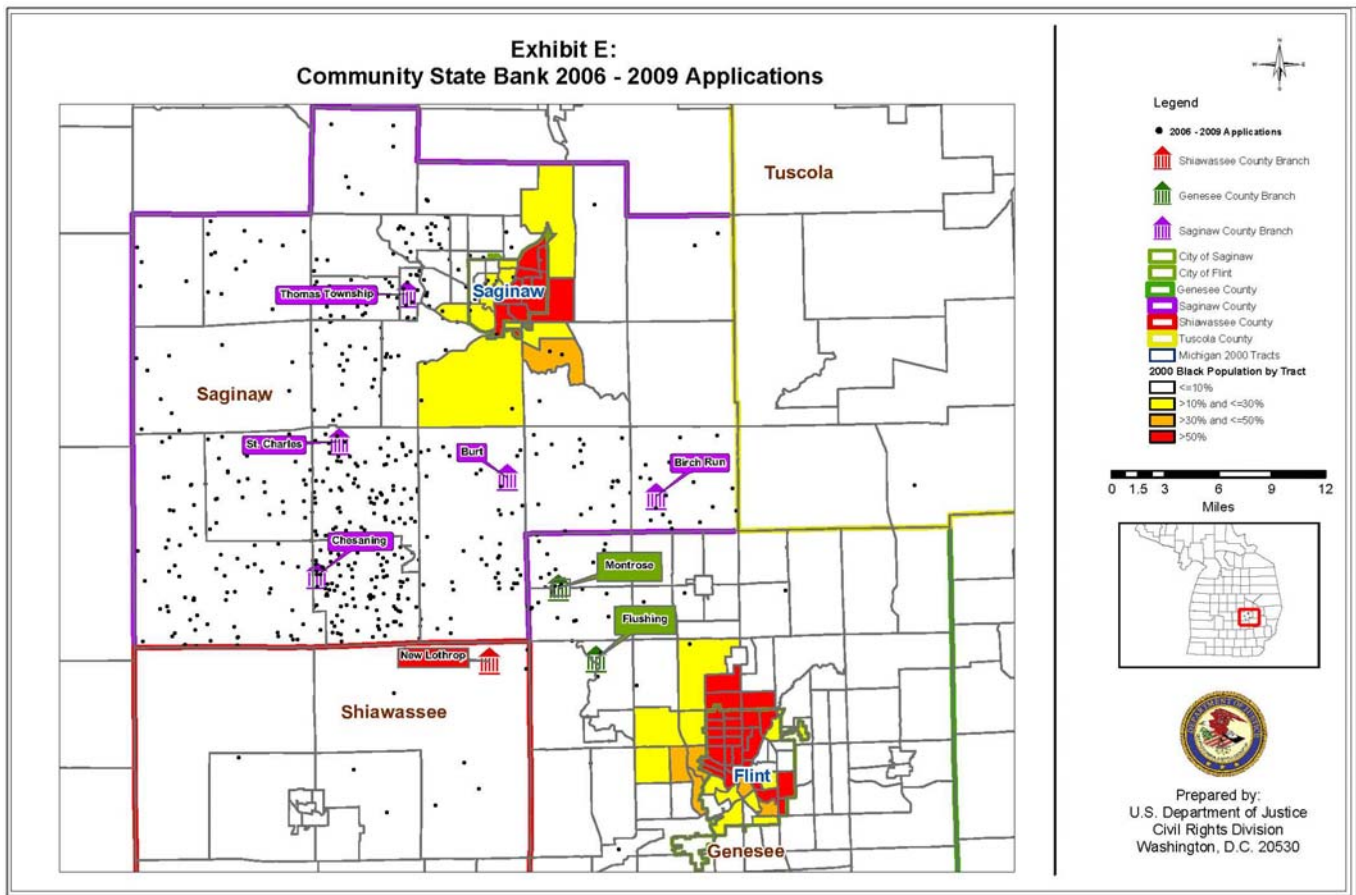 Exhibit E:
Community State Bank 2006 - 2009 Applications
Tuscola
Thomas Township
Saginaw
Saginaw
St. Charles
Burt
Birch Run
Chesaning
Montrose
Flushing
New Lothrop
Shiawassee
Flint
Genesee
N
W
E
S
Legend
2006 - 2009 Applications
Shiawassee County Branch
Genesee County Branch
Saginaw County Branch
City of Saginaw
City of Flint
Genesee County
Saginaw County
Shiawassee County
Tuscola County
Michigan 2000 Tracts
2000 Black Population by Tract
<=10%
>10% and <=30%
>30% and <=50%
>50%
0 1.5 3 6 9 12
Miles
DEPARTMENT OF JUSTICE
Prepared by:
U.S. Department of Justice
Civil Rights Division
Washington, D.C. 20530